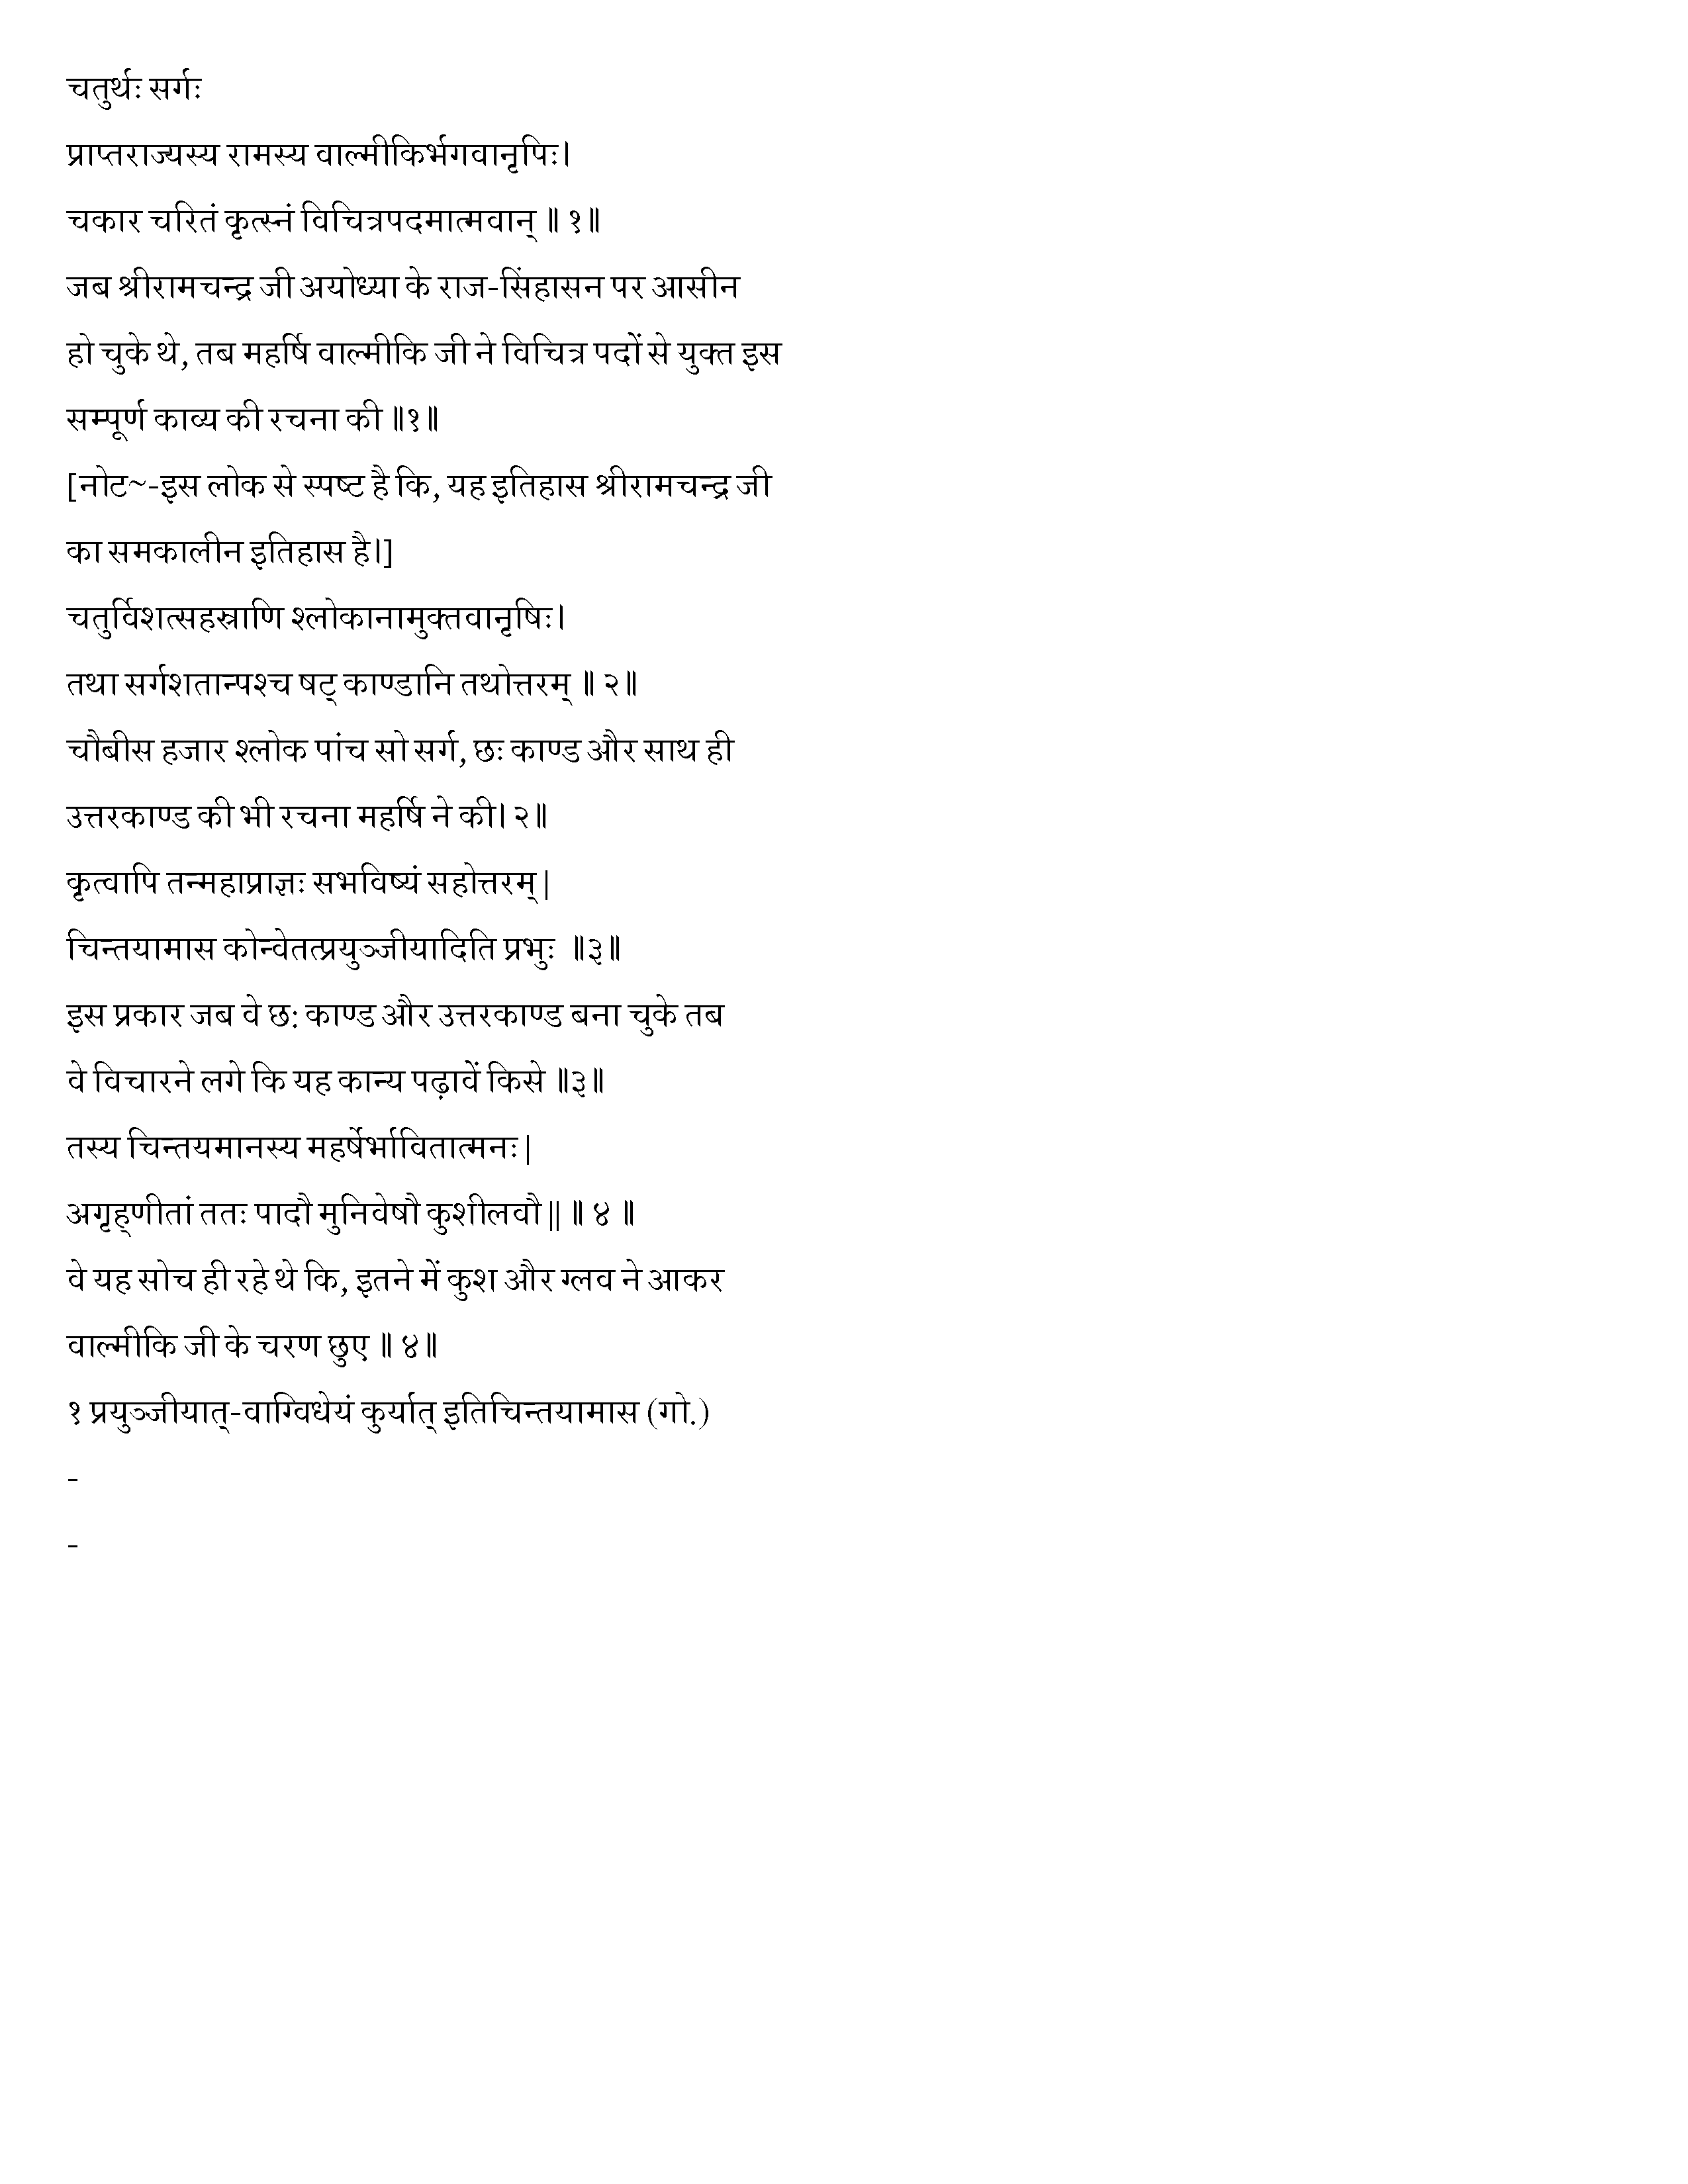 चतुर्थः सर्गः
प्राप्तराज्यस्य रामस्य वाल्मीकिर्भगवानृपिः।
चकार चरितं कृत्स्नं विचित्रपदमात्मवान् ॥ १॥
जब श्रीरामचन्द्र जी अयोध्या के राज-सिंहासन पर आसीन
हो चुके थे, तब महर्षि वाल्मीकि जी ने विचित्र पदों से युक्त इस
सम्पूर्ण काव्य की रचना की ॥१॥
[नोट~-इस लोक से स्पष्ट है कि, यह इतिहास श्रीरामचन्द्र जी
का समकालीन इतिहास है।]
चतुर्विशत्सहस्राणि श्लोकानामुक्तवानृषिः।
तथा सर्गशतान्पश्च षट् काण्डानि तथोत्तरम् ॥ २॥
चौबीस हजार श्लोक पांच सो सर्ग, छः काण्ड और साथ ही
उत्तरकाण्ड की भी रचना महर्षि ने की। २॥
कृत्वापि तन्महाप्राज्ञः सभविष्यं सहोत्तरम्|
चिन्तयामास कोन्वेतत्प्रयुञ्जीयादिति प्रभुः ॥३॥
इस प्रकार जब वे छ: काण्ड और उत्तरकाण्ड बना चुके तब
वे विचारने लगे कि यह कान्य पढ़ावें किसे ॥३॥
तस्य चिन्तयमानस्य महर्षेर्भावितात्मनः|
अगृह्णीतां ततः पादौ मुनिवेषौ कुशीलवौ|| ॥ ४ ॥
वे यह सोच ही रहे थे कि, इतने में कुश और ग्लव ने आकर
वाल्मीकि जी के चरण छुए ॥ ४॥
१ प्रयुञ्जीयात्-वाग्विधेयं कुर्यात् इतिचिन्तयामास (गो.)
-
-